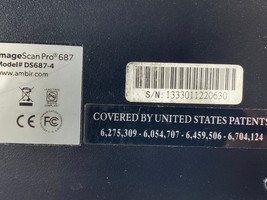 mageScan Pro® 687
Model# DS687-4
www.ambir.com
S/N: 1333011220630
COVERED BY UNITED STATES PATENTS
6,275,309 - 6,054,707 - 6,459,506 - 6,704,124